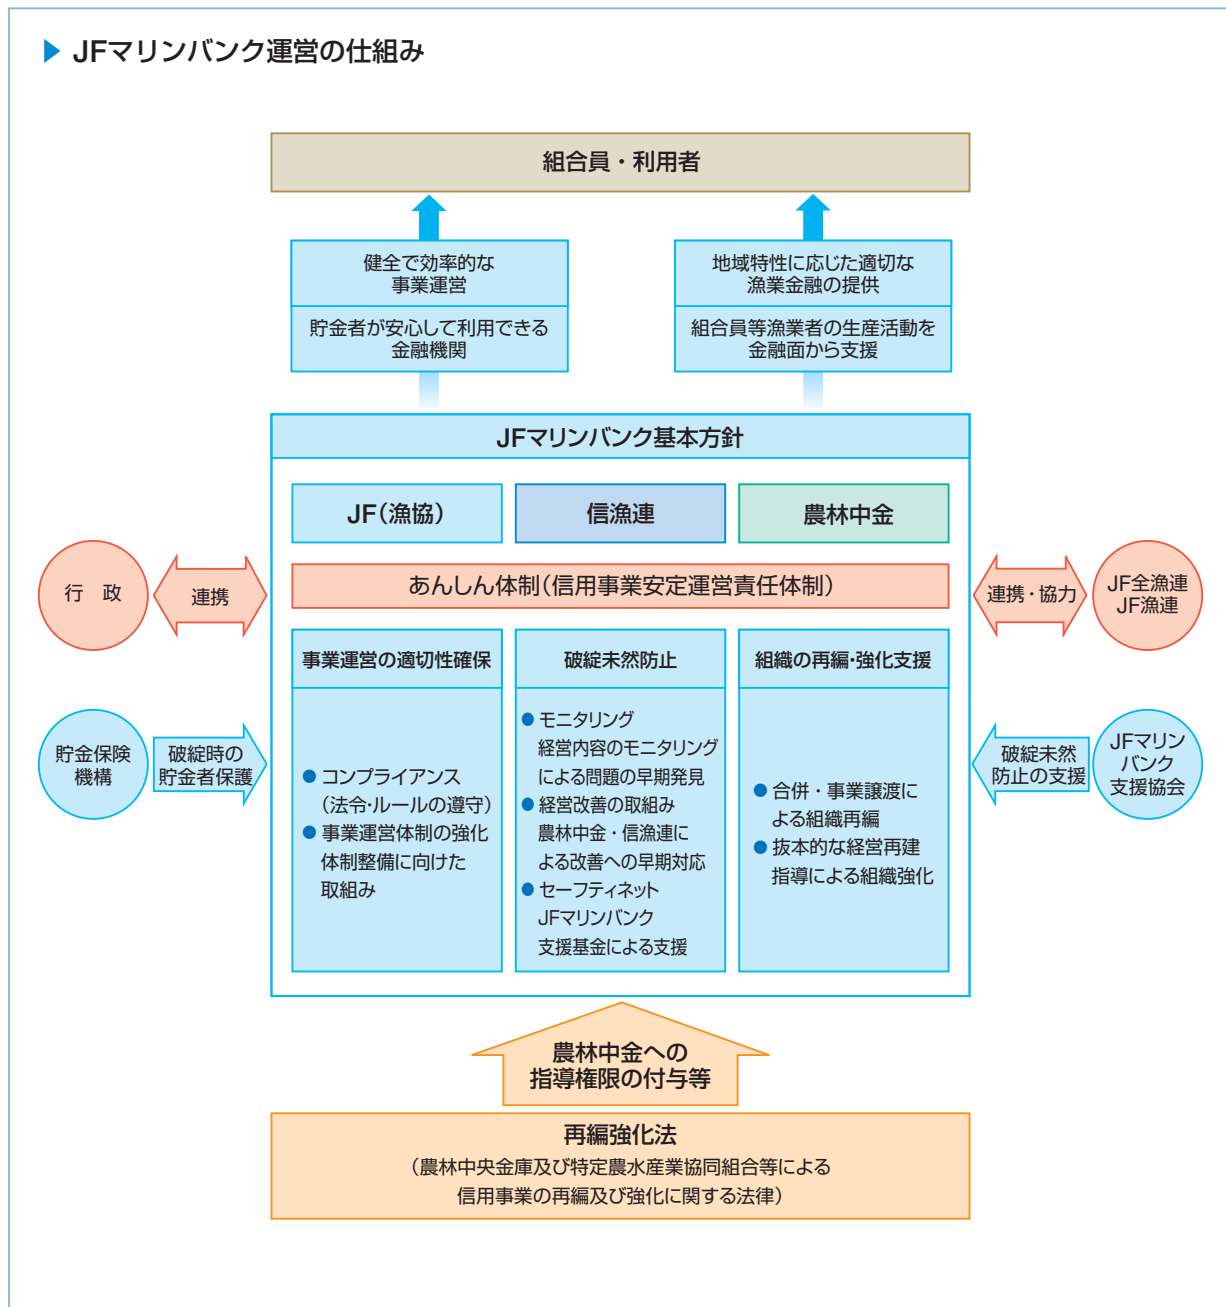 JFマリンバンク運営の仕組み
組合員・利用者
健全で効率的な
事業運営
貯金者が安心して利用できる
金融機関
地域特性に応じた適切な
漁業金融の提供
組合員等漁業者の生産活動を
金融面から支援
JFマリンバンク基本方針
JF(漁協)
信漁連
農林中金
あんしん体制(信用事業安定運営責任体制)
行 政
連携
連携・協力
JF全漁連
JF漁連
貯金保険
機構
破綻時の
貯金者保護
破綻未然
防止の支援
JFマリン
バンク
支援協会
事業運営の適切性確保
● コンプライアンス
(法令・ルールの遵守)
● 事業運営体制の強化
体制整備に向けた
取組み
破綻未然防止
● モニタリング
経営内容のモニタリング
による問題の早期発見
● 経営改善の取組み
農林中金・信漁連に
よる改善への早期対応
● セーフティネット
JFマリンバンク
支援基金による支援
組織の再編・強化支援
● 合併・事業譲渡に
よる組織再編
● 抜本的な経営再建
指導による組織強化
農林中金への
指導権限の付与等
再編強化法
(農林中央金庫及び特定農水産業協同組合等による
信用事業の再編及び強化に関する法律)